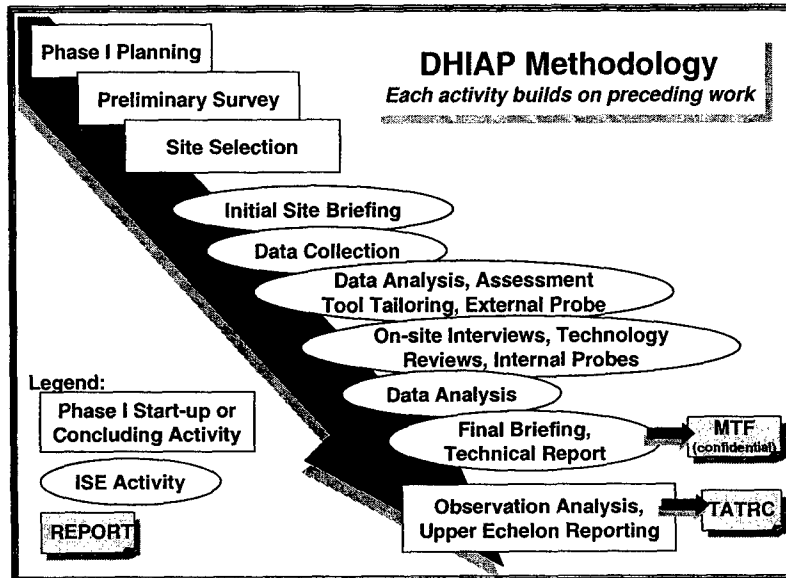 Phase I Planning
DHIAP Methodology
Each activity builds on preceding work
Preliminary Survey
Site Selection
Initial Site Briefing
Data Collection
Data Analysis, Assessment
Tool Tailoring, External Probe
On-site Interviews, Technology
Reviews, Internal Probes
Data Analysis
Final Briefing,
Technical Report
MTF
(confidential)
Observation Analysis,
Upper Echelon Reporting
TATRC
Legend:
Phase I Start-up or
Concluding Activity
ISE Activity
REPORT